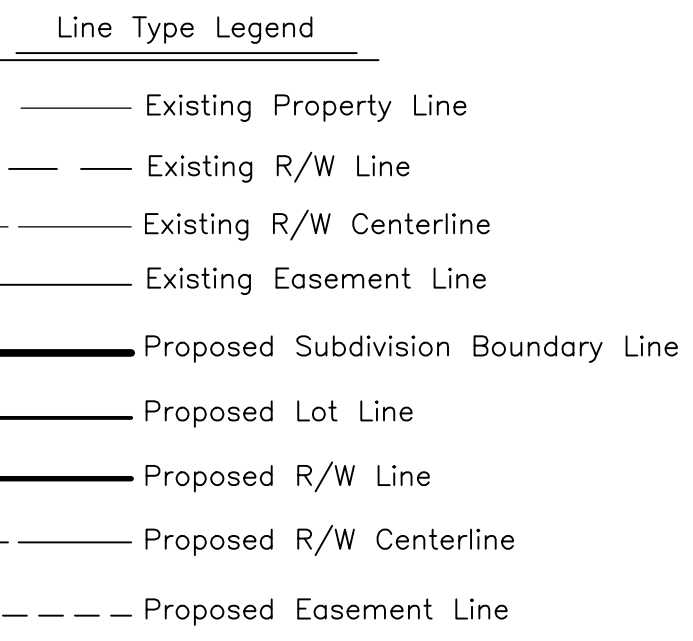 Line Type Legend
Existing Property Line
Existing R/W Line
Existing R/W Centerline
Existing Easement Line
Proposed Subdivision Boundary Line
Proposed Lot Line
Proposed R/W Line
Proposed R/W Centerline
Proposed Easement Line